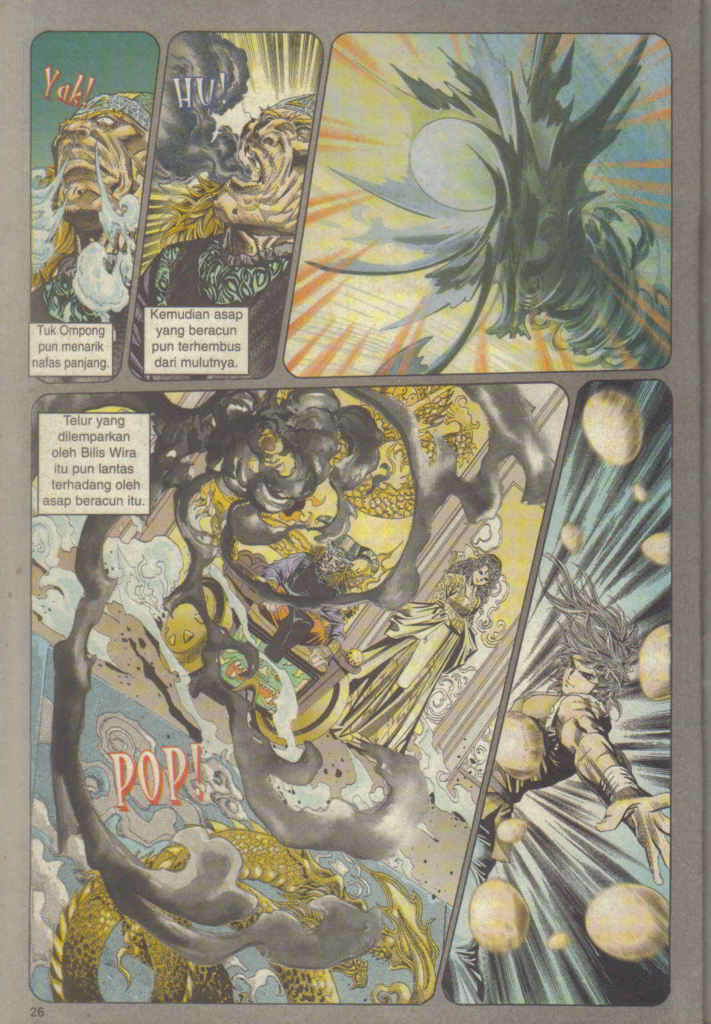 Yak!
Tuk Ompong
pun menarik
nafas panjang.
HU!
Kemudian asap
yang beracun
pun terhembus
dari mulutnya.
Telur yang
dilemparkan
oleh Bilis Wira
itu pun lantas
terhadang oleh
asap beracun itu.
POP!
26